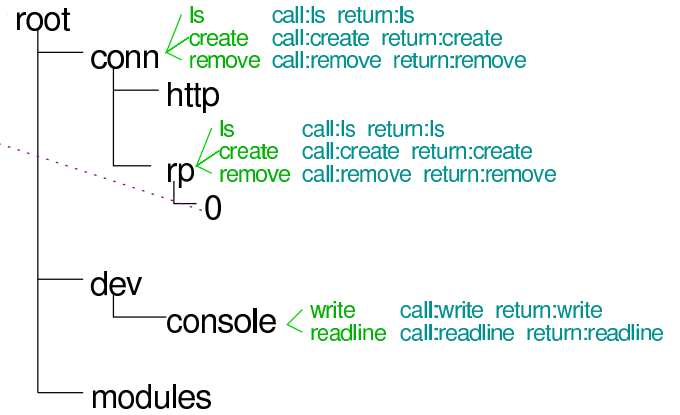 root
ls call:ls return:ls
create call:create return:create
conn
remove call:remove return:remove
http
ls call:ls return:ls
create call:create return:create
rp
remove call:remove return:remove
0
dev
write call:write return:write
console
readline call:readline return:readline
modules